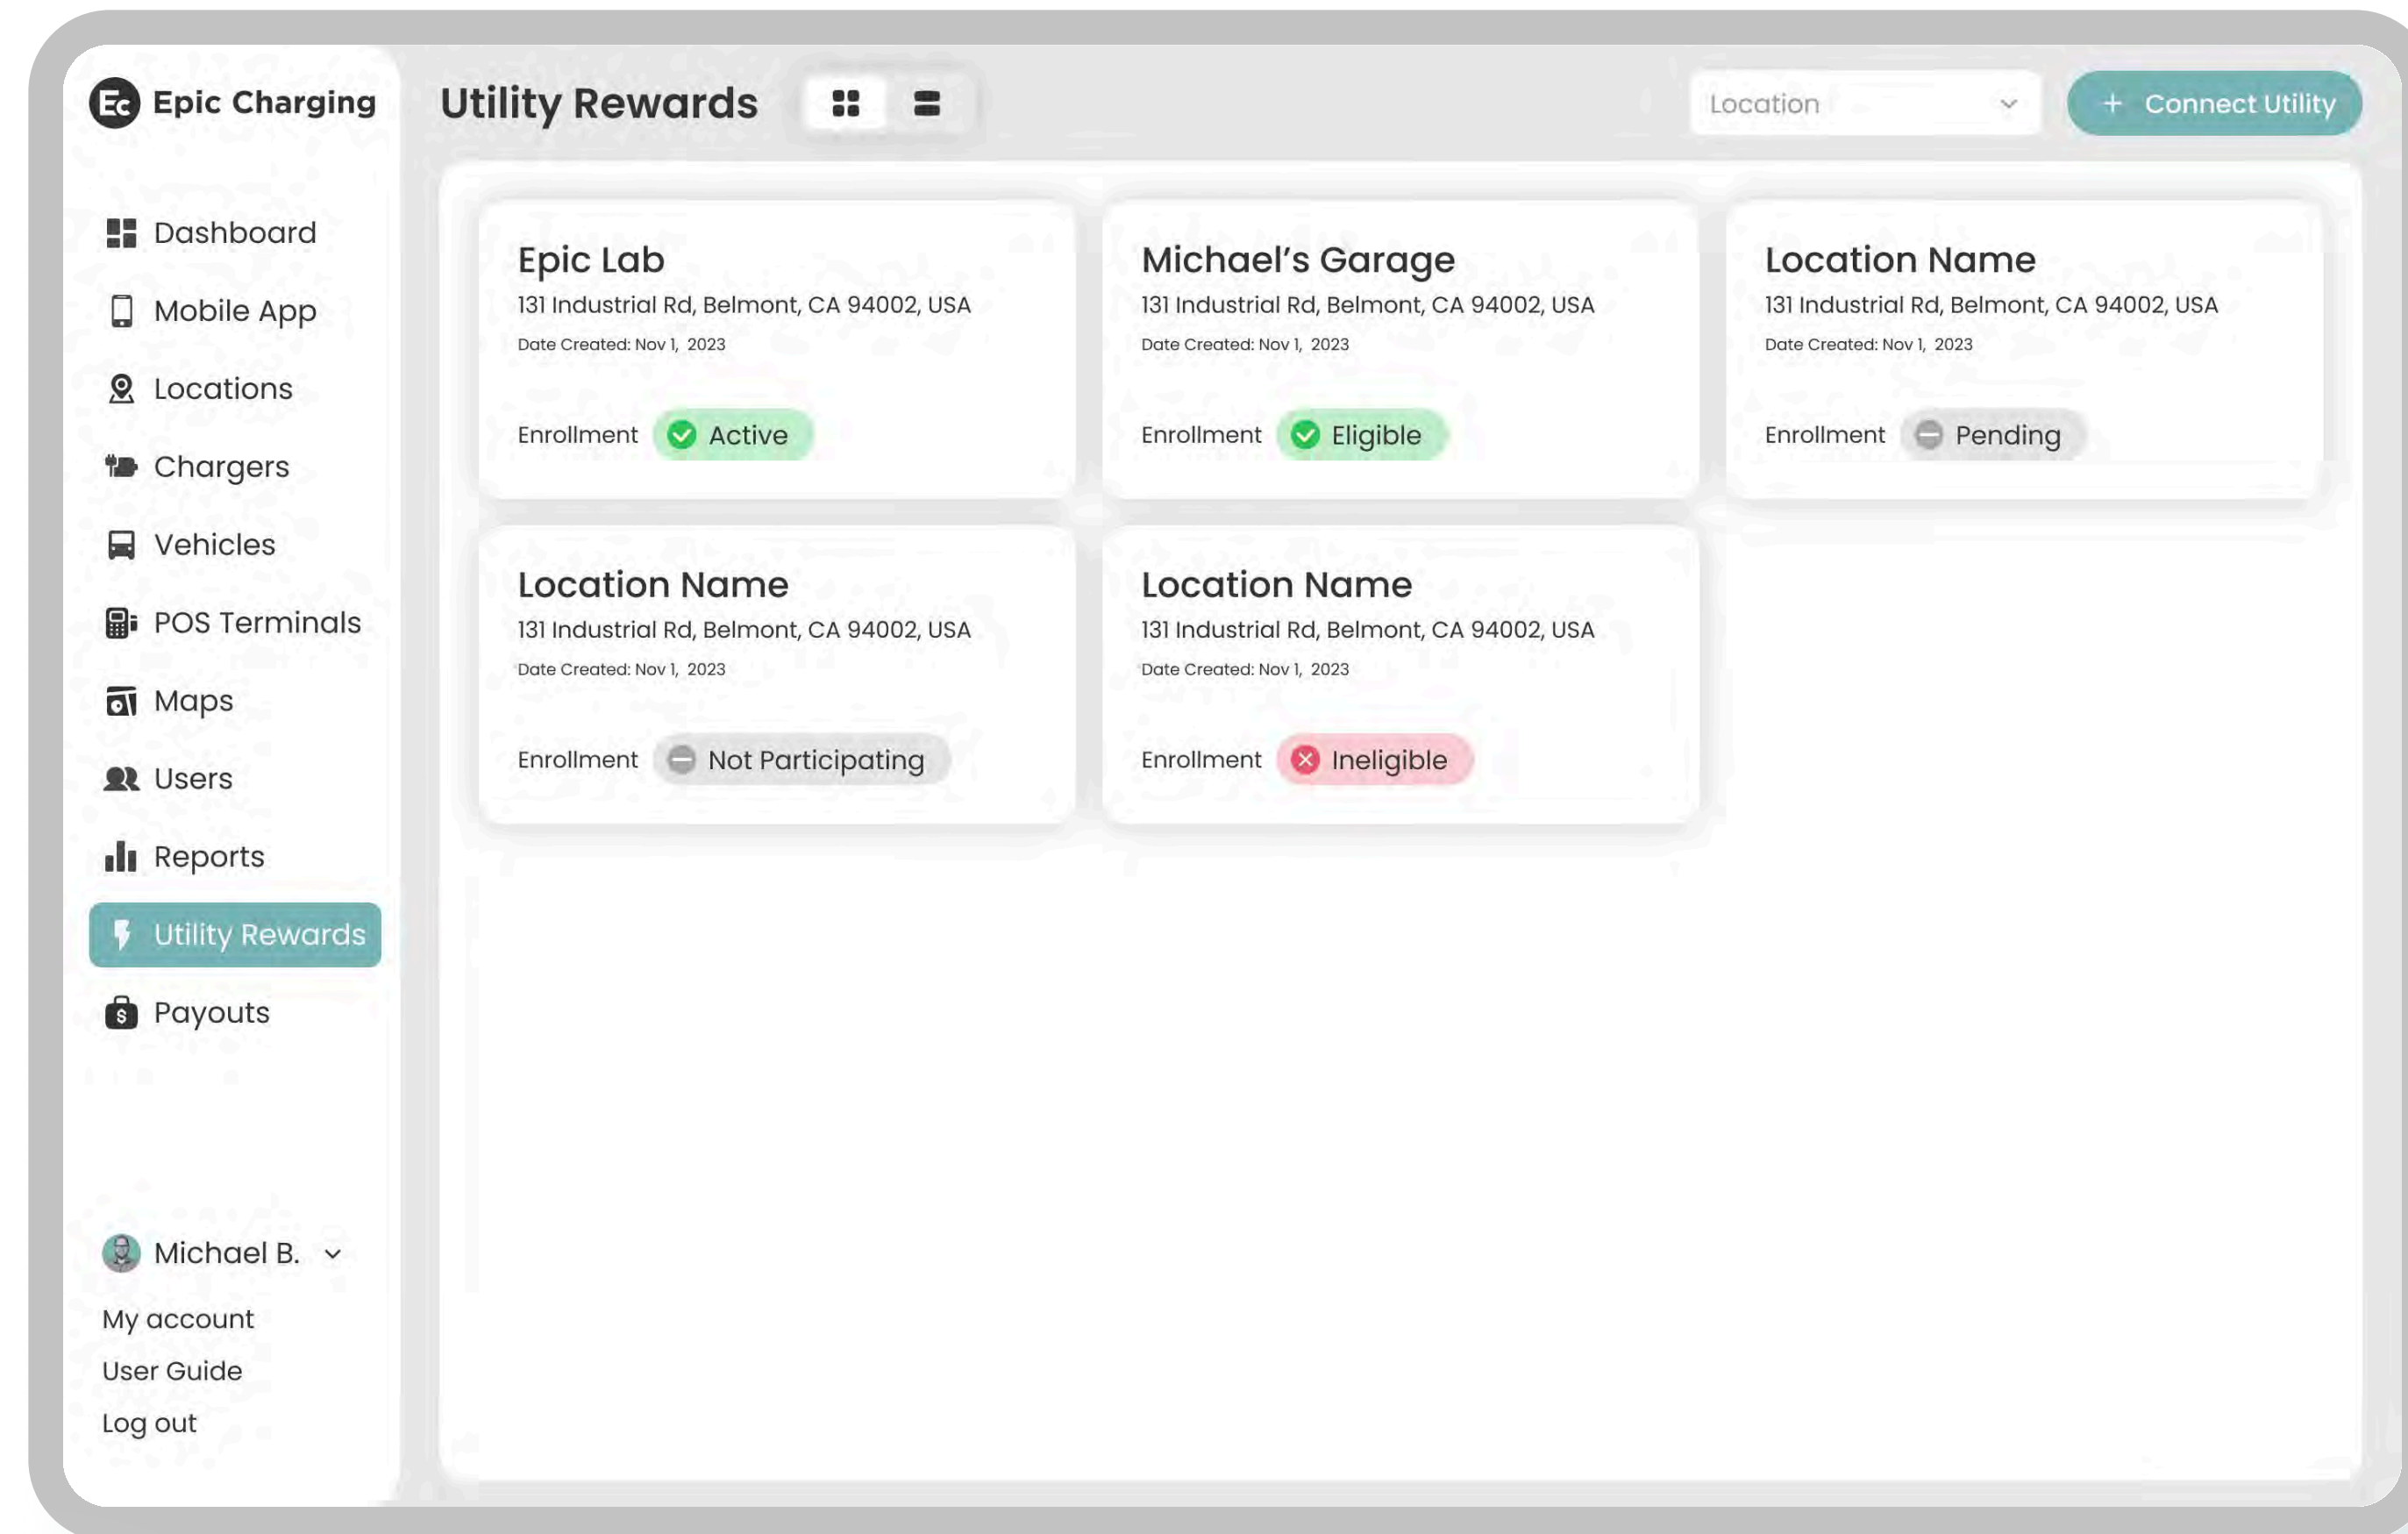 Epic Charging
Dashboard
Mobile App
Locations
Chargers
Vehicles
POS Terminals
Maps
Users
Reports
Utility Rewards
Payouts
Michael B.
My account
User Guide
Log out
Utility Rewards
Location
+ Connect Utility
Epic Lab
131 Industrial Rd, Belmont, CA 94002, USA
Date Created: Nov 1, 2023
Enrollment Active
Michael’s Garage
131 Industrial Rd, Belmont, CA 94002, USA
Date Created: Nov 1, 2023
Enrollment Eligible
Location Name
131 Industrial Rd, Belmont, CA 94002, USA
Date Created: Nov 1, 2023
Enrollment Pending
Location Name
131 Industrial Rd, Belmont, CA 94002, USA
Date Created: Nov 1, 2023
Enrollment Not Participating
Location Name
131 Industrial Rd, Belmont, CA 94002, USA
Date Created: Nov 1, 2023
Enrollment Ineligible